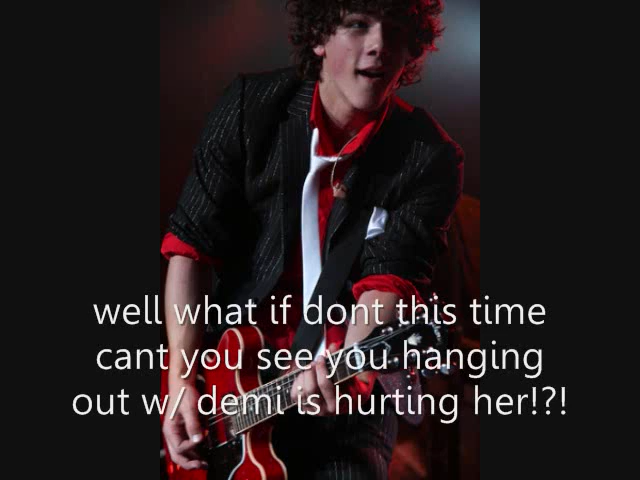 well what if dont this time
cant you see you hanging
out w/ demi is hurting her!?!